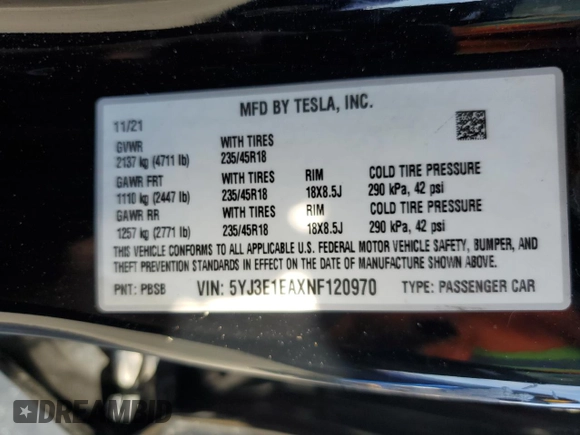 MFD BY TESLA, INC.
11/21
GVWR WITH TIRES
2137 kg (4711 lb) 235/45R18
GAWR FRT WITH TIRES RIM COLD TIRE PRESSURE
1110 kg (2447 lb) 235/45R18 18X8.5J 290 kPa, 42 psi
GAWR RR WITH TIRES RIM COLD TIRE PRESSURE
1257 kg (2771 lb) 235/45R18 18X8.5J 290 kPa, 42 psi
THIS VEHICLE CONFORMS TO ALL APPLICABLE U.S. FEDERAL MOTOR VEHICLE SAFETY, BUMPER, AND
THEFT PREVENTION STANDARDS IN EFFECT ON THE DATE OF MANUFACTURE SHOWN ABOVE.
PNT: PBSB VIN: 5YJ3E1EAXNF120970 TYPE: PASSENGER CAR
DREAMBID